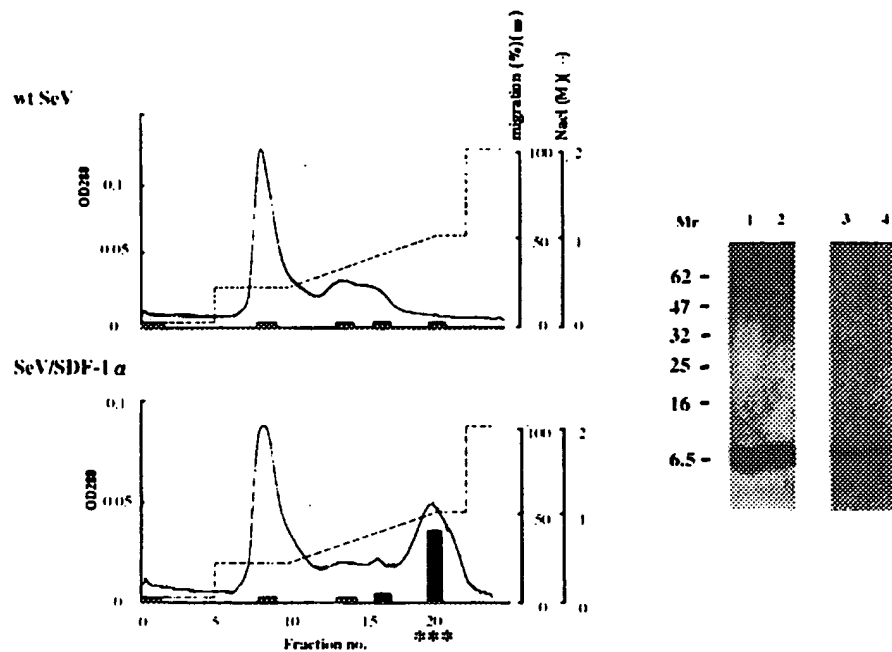 wt SeV
OD280
0.1
0.05
0
migration (%)(■)
NaCl (M)(--)
100
50
0
2
1
0
SeV/SDF-1α
OD280
0.1
0.05
0
100
50
0
2
1
0
0 5 10 15 20
Fraction no. ***
Mr 1 2 3 4
62 -
47 -
32 -
25 -
16 -
6.5 -